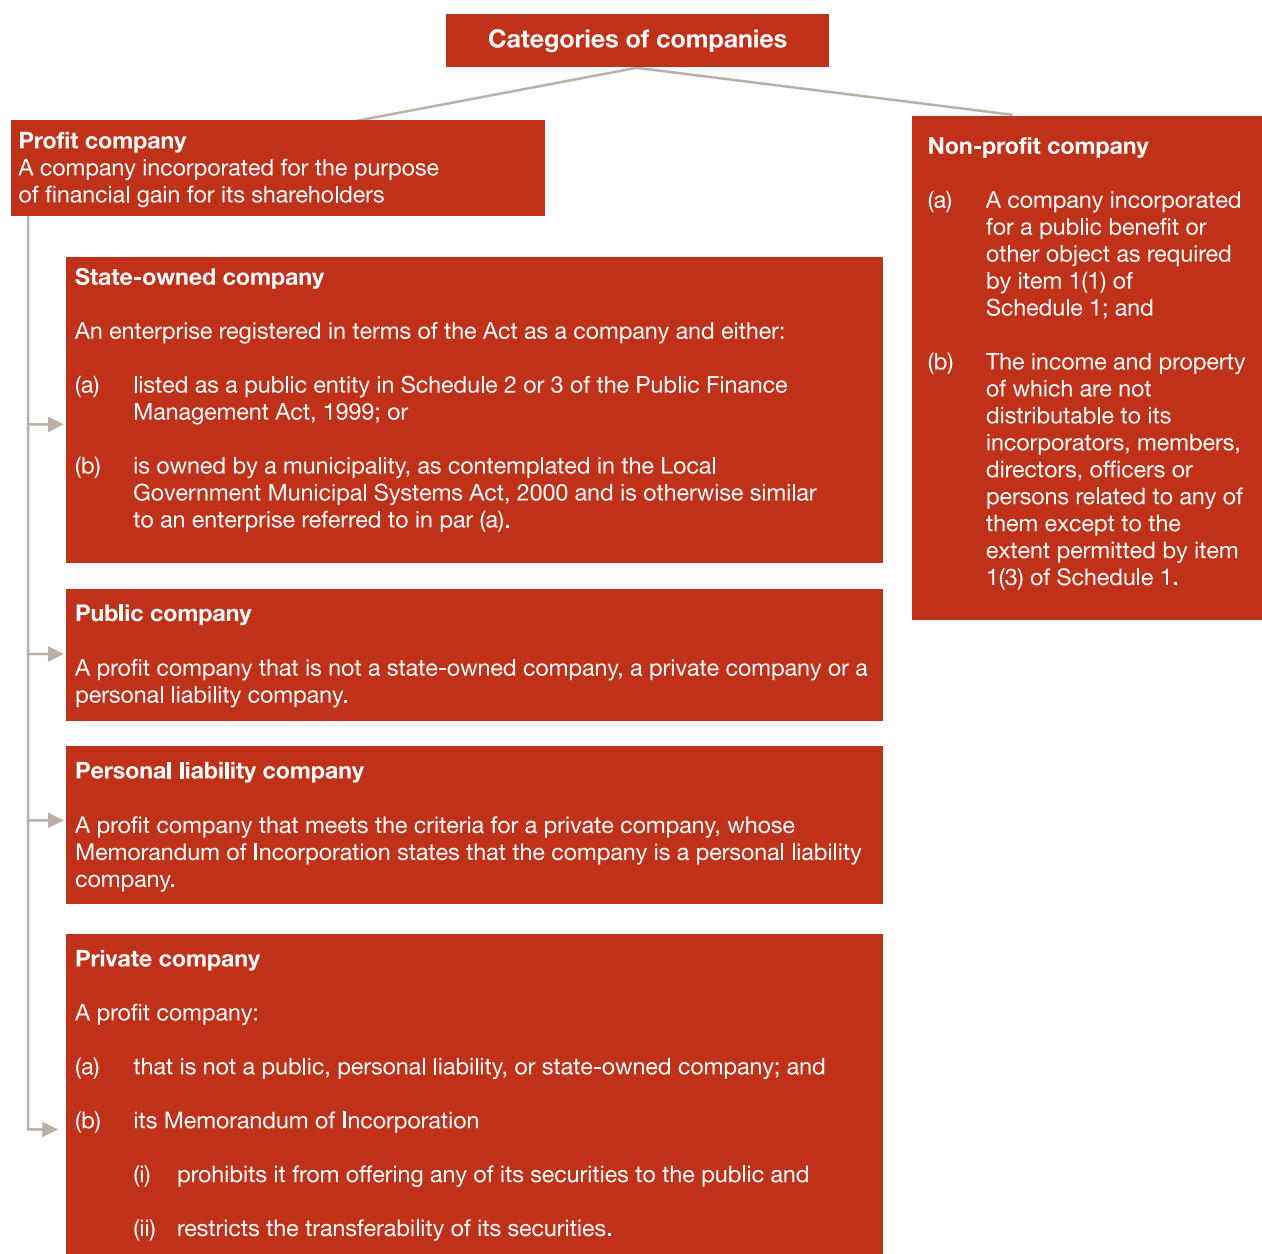 Categories of companies
Profit company
A company incorporated for the purpose
of financial gain for its shareholders
State-owned company
An enterprise registered in terms of the Act as a company and either:
(a) listed as a public entity in Schedule 2 or 3 of the Public Finance
Management Act, 1999; or
(b) is owned by a municipality, as contemplated in the Local
Government Municipal Systems Act, 2000 and is otherwise similar
to an enterprise referred to in par (a).
Public company
A profit company that is not a state-owned company, a private company or a
personal liability company.
Personal liability company
A profit company that meets the criteria for a private company, whose
Memorandum of Incorporation states that the company is a personal liability
company.
Private company
A profit company:
(a) that is not a public, personal liability, or state-owned company; and
(b) its Memorandum of Incorporation
(i) prohibits it from offering any of its securities to the public and
(ii) restricts the transferability of its securities.
Non-profit company
(a) A company incorporated
for a public benefit or
other object as required
by item 1(1) of
Schedule 1; and
(b) The income and property
of which are not
distributable to its
incorporators, members,
directors, officers or
persons related to any of
them except to the
extent permitted by item
1(3) of Schedule 1.